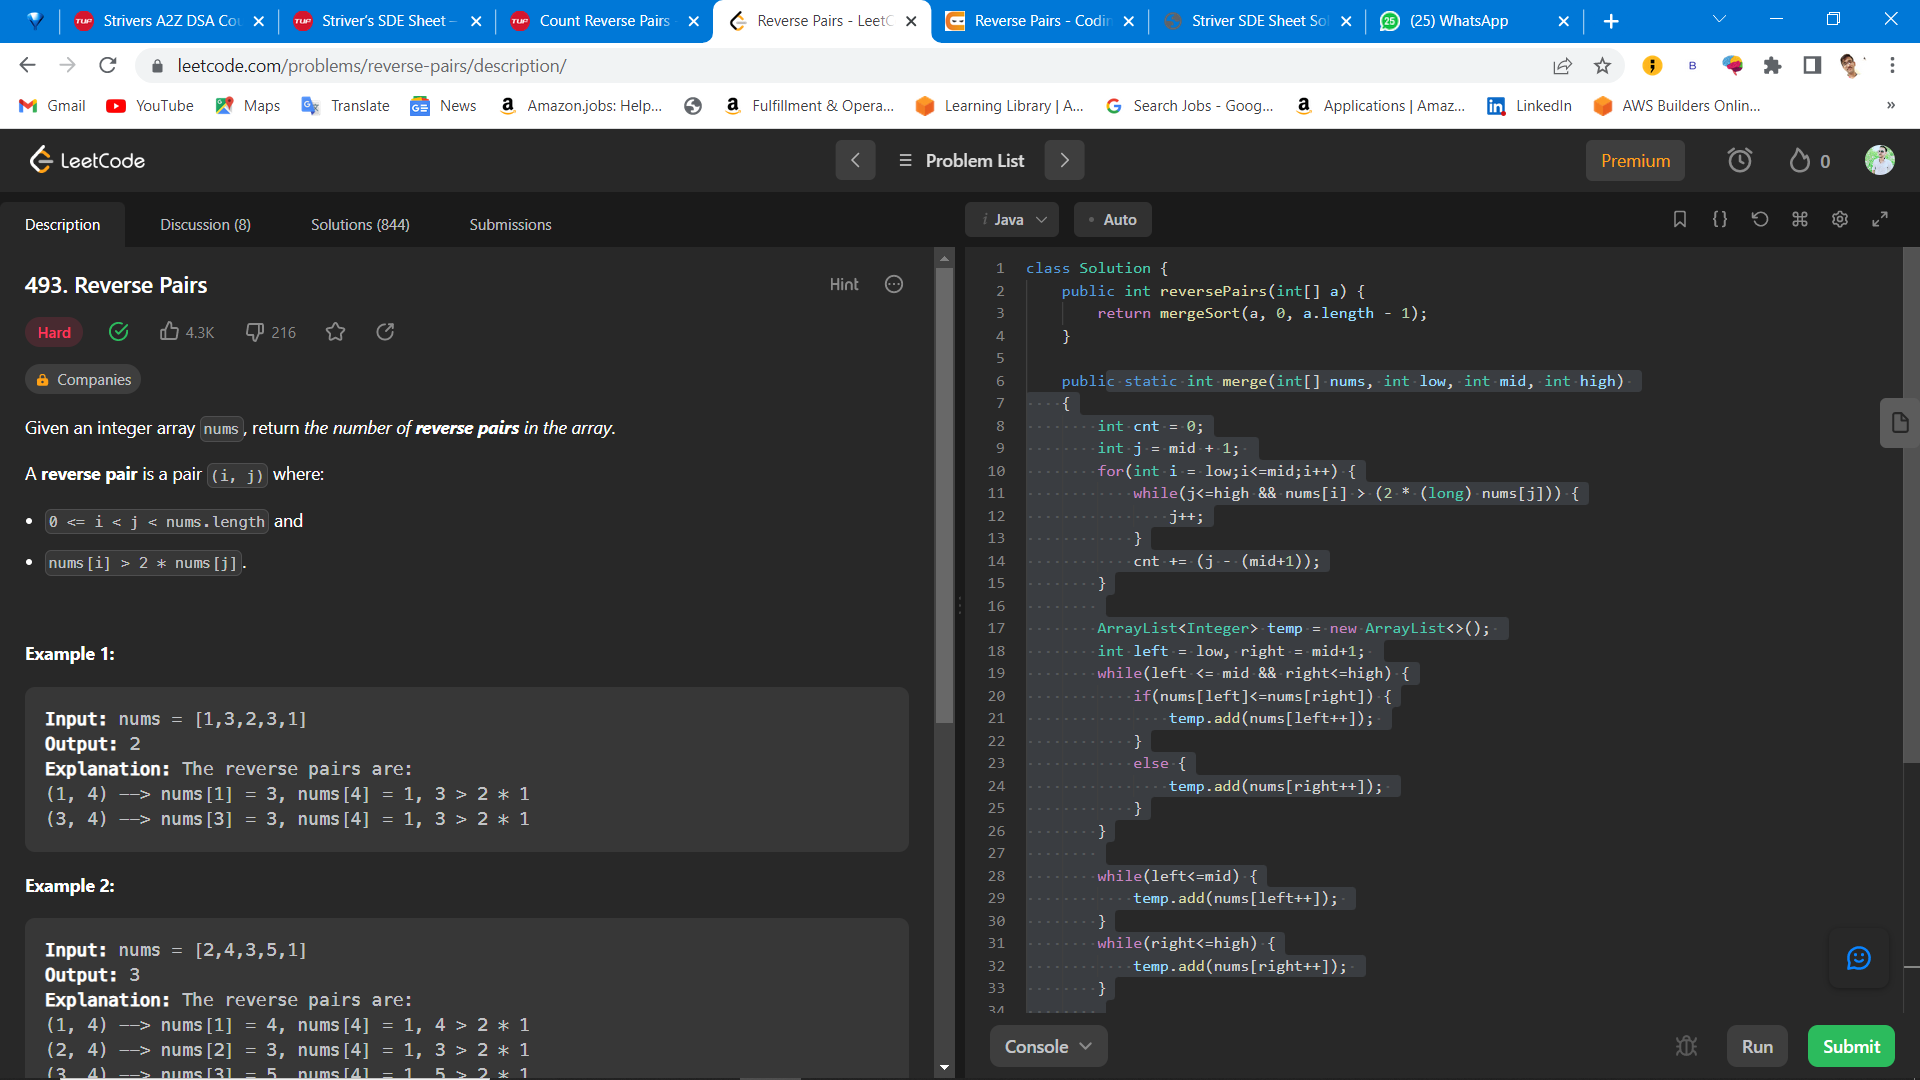 Strivers A2Z DSA Cou
Striver's SDE Sheet –
Count Reverse Pairs
Reverse Pairs - LeetC
Reverse Pairs - Codin
Striver SDE Sheet Sol
(25) WhatsApp
leetcode.com/problems/reverse-pairs/description/
Gmail
YouTube
Maps
Translate
News
Amazon.jobs: Help...
Fulfillment & Opera...
Learning Library | A...
Search Jobs - Goog...
Applications | Amaz...
LinkedIn
AWS Builders Onlin...
LeetCode
Problem List
Premium
0
Description
Discussion (8)
Solutions (844)
Submissions
i Java
Auto
493. Reverse Pairs
Hint
Hard
4.3K
216
Companies
Given an integer array nums, return the number of reverse pairs in the array.
A reverse pair is a pair (i, j) where:
• 0 <= i < j < nums.length and
• nums[i] > 2 * nums[j].
Example 1:
Input: nums = [1,3,2,3,1]
Output: 2
Explanation: The reverse pairs are:
(1, 4) --> nums[1] = 3, nums[4] = 1, 3 > 2 * 1
(3, 4) --> nums[3] = 3, nums[4] = 1, 3 > 2 * 1
Example 2:
Input: nums = [2,4,3,5,1]
Output: 3
Explanation: The reverse pairs are:
(1, 4) --> nums[1] = 4, nums[4] = 1, 4 > 2 * 1
(2, 4) --> nums[2] = 3, nums[4] = 1, 3 > 2 * 1
(3, 4) --> nums[3] = 5, nums[4] = 1, 5 > 2 * 1
1 class Solution {
2 public int reversePairs(int[] a) {
3 return mergeSort(a, 0, a.length - 1);
4 }
5
6 public static int merge(int[] nums, int low, int mid, int high)
7 {
8 int cnt = 0;
9 int j = mid + 1;
10 for(int i = low;i<=mid;i++) {
11 while(j<=high && nums[i] > (2 * (long) nums[j])) {
12 j++;
13 }
14 cnt += (j - (mid+1));
15 }
16
17 ArrayList<Integer> temp = new ArrayList<>();
18 int left = low, right = mid+1;
19 while(left <= mid && right<=high) {
20 if(nums[left]<=nums[right]) {
21 temp.add(nums[left++]);
22 }
23 else {
24 temp.add(nums[right++]);
25 }
26 }
27
28 while(left<=mid) {
29 temp.add(nums[left++]);
30 }
31 while(right<=high) {
32 temp.add(nums[right++]);
33 }
34
Console
Run
Submit